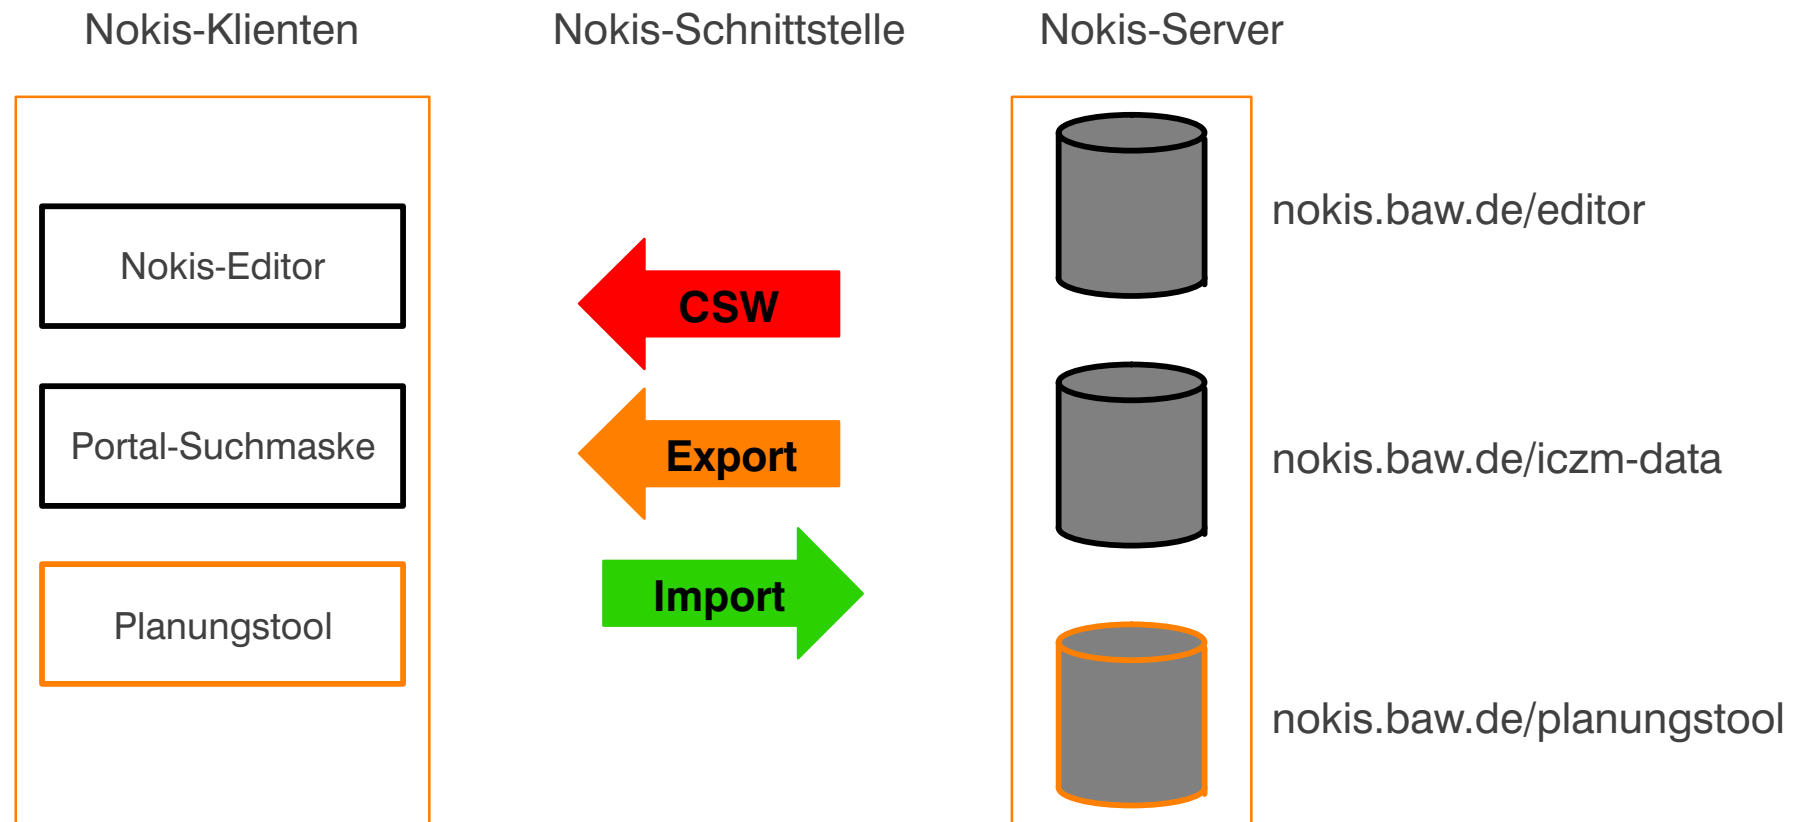 Nokis-Klienten
Nokis-Schnittstelle
Nokis-Server
Nokis-Editor
Portal-Suchmaske
Planungstool
CSW
Export
Import
nokis.baw.de/editor
nokis.baw.de/iczm-data
nokis.baw.de/planungstool